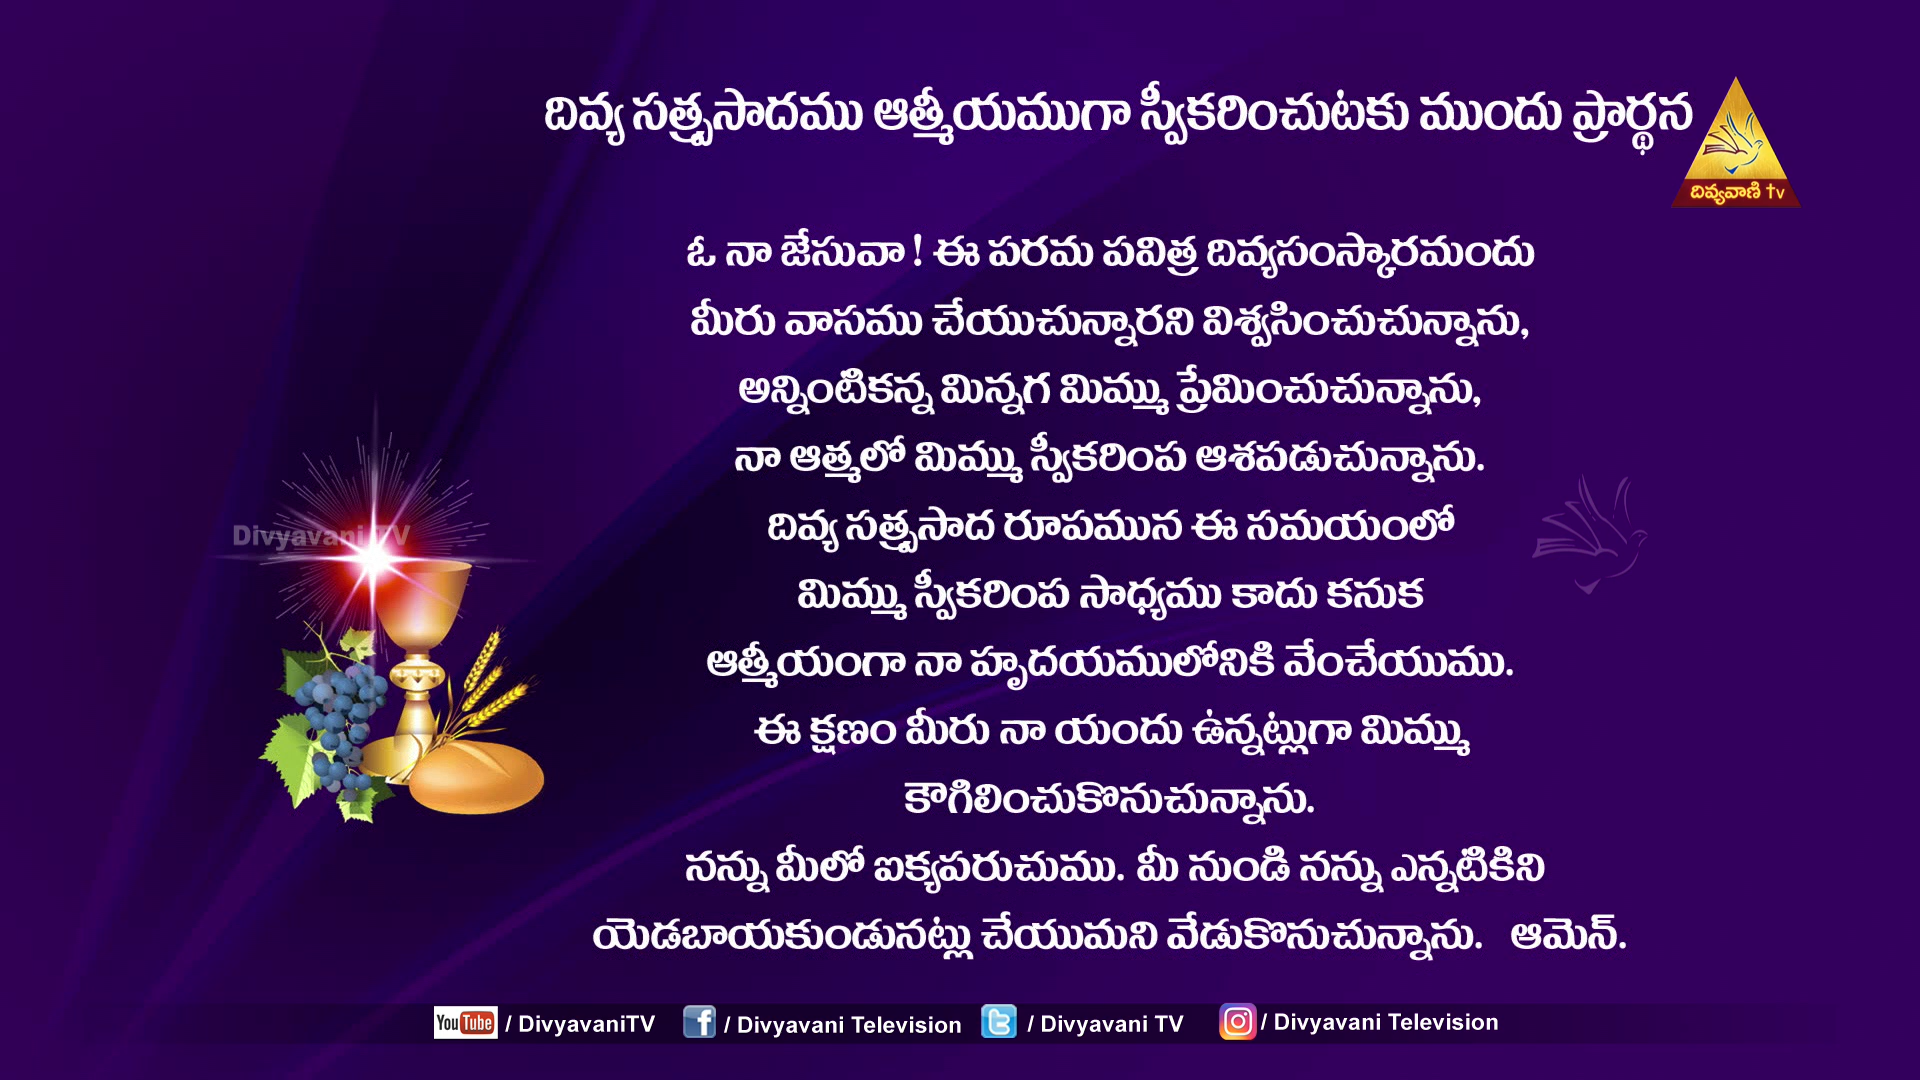 దివ్య సత్ప్రసాదము ఆత్మీయముగా స్వీకరించుటకు ముందు ప్రార్థన
దివ్యవాణి tv
ఓ నా జేసువా ! ఈ పరమ పవిత్ర దివ్యసంస్కారమందు
మీరు వాసము చేయుచున్నారని విశ్వసించుచున్నాను,
అన్నింటికన్న మిన్నగ మిమ్ము ప్రేమించుచున్నాను,
నా ఆత్మలో మిమ్ము స్వీకరింప ఆశపడుచున్నాను.
దివ్య సత్ప్రసాద రూపమున ఈ సమయంలో
Divyavani TV
మిమ్ము స్వీకరింప సాధ్యము కాదు కనుక
ఆత్మీయంగా నా హృదయములోనికి వేంచేయుము.
ఈ క్షణం మీరు నా యందు ఉన్నట్లుగా మిమ్ము
కౌగిలించుకొనుచున్నాను.
నన్ను మీలో ఐక్యపరుచుము. మీ నుండి నన్ను ఎన్నటికిని
యెడబాయకుండునట్లు చేయుమని వేడుకొనుచున్నాను. ఆమెన్.
YouTube / DivyavaniTV f / Divyavani Television / Divyavani TV / Divyavani Television